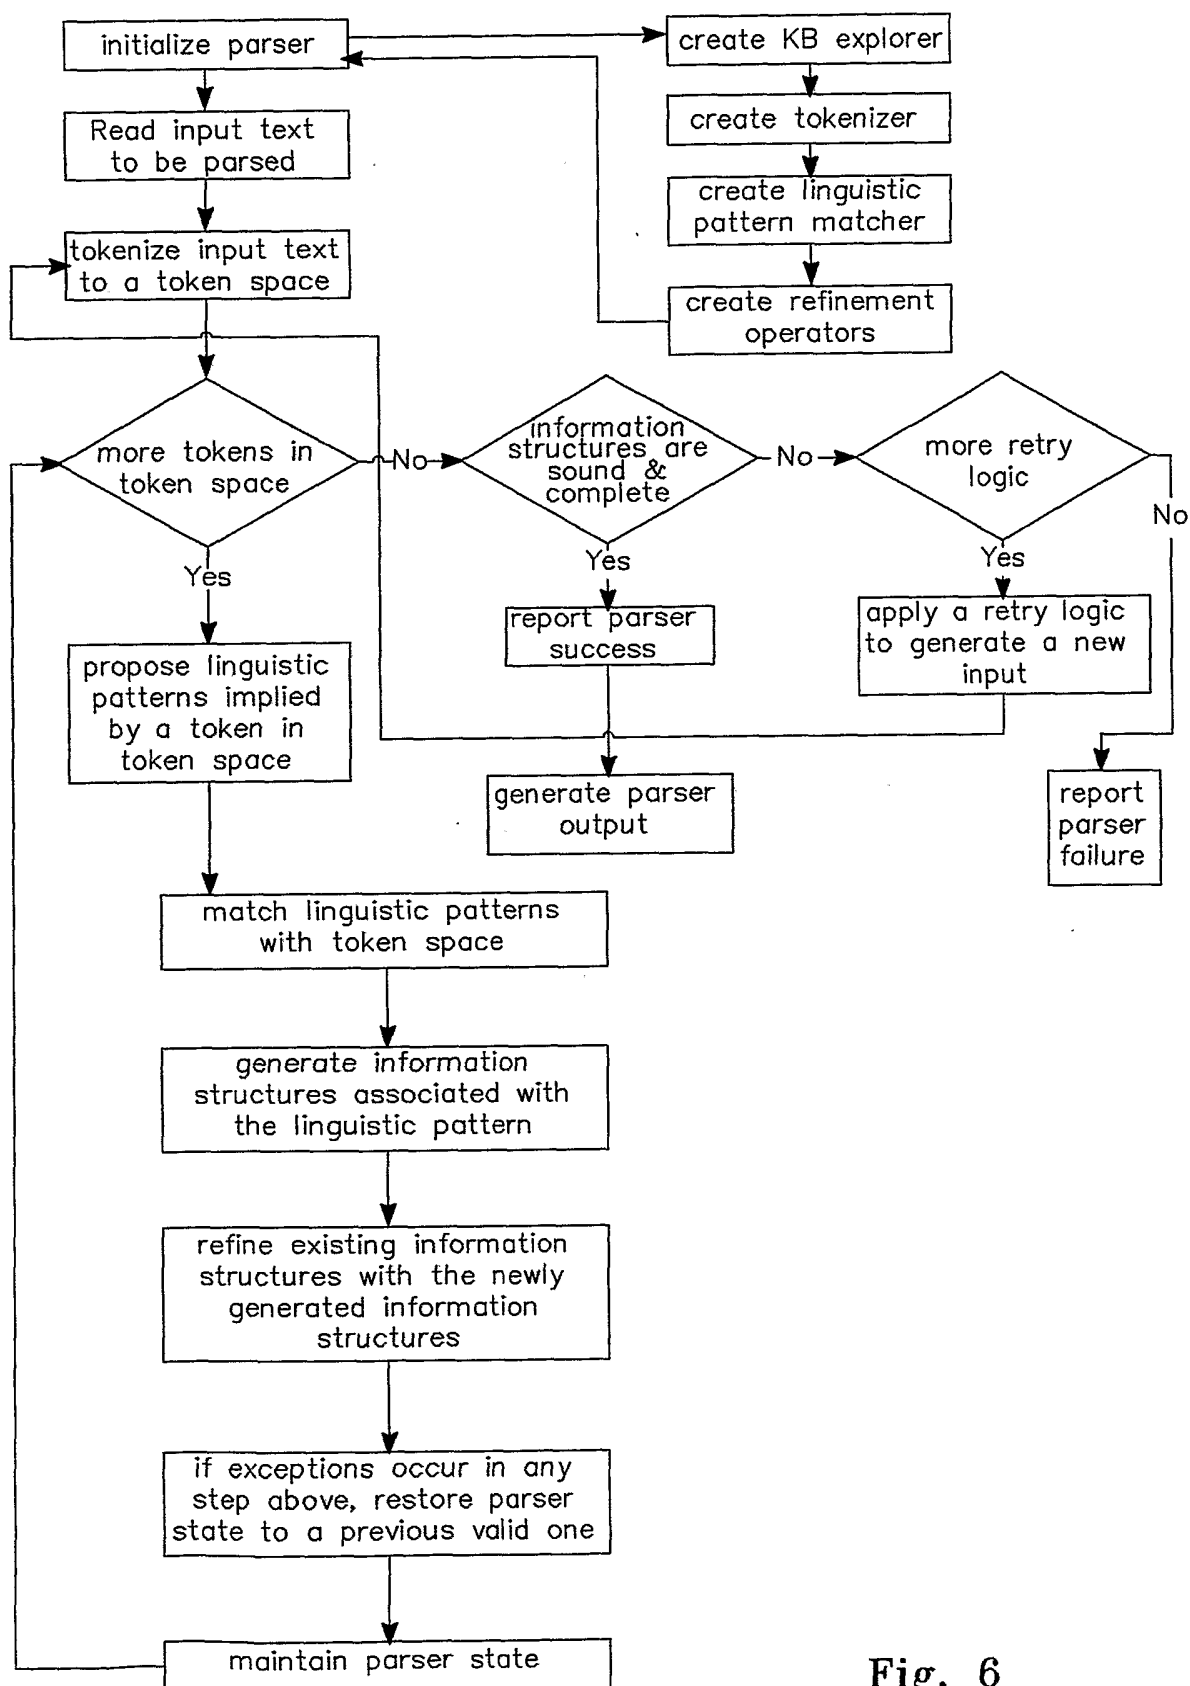 initialize parser
create KB explorer
Read input text
to be parsed
create tokenizer
create linguistic
pattern matcher
tokenize input text
to a token space
create refinement
operators
more tokens in
token space
No
information
structures are
sound &
complete
No
more retry
logic
No
Yes
Yes
Yes
report parser
success
apply a retry logic
to generate a new
input
propose linguistic
patterns implied
by a token in
token space
generate parser
output
report
parser
failure
match linguistic patterns
with token space
generate information
structures associated with
the linguistic pattern
refine existing information
structures with the newly
generated information
structures
if exceptions occur in any
step above, restore parser
state to a previous valid one
maintain parser state
Fig. 6